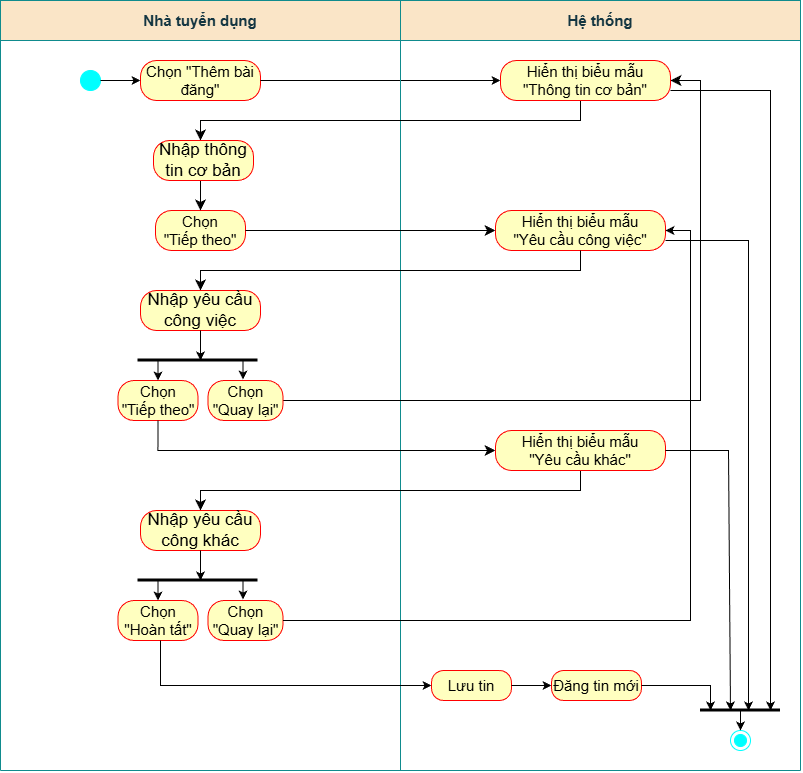 Nhà tuyển dụng
Hệ thống
Chọn "Thêm bài
đăng"
Hiển thị biểu mẫu
"Thông tin cơ bản"
Nhập thông
tin cơ bản
Chọn
"Tiếp theo"
Hiển thị biểu mẫu
"Yêu cầu công việc"
Nhập yêu cầu
công việc
Chọn
"Tiếp theo"
Chọn
"Quay lại"
Hiển thị biểu mẫu
"Yêu cầu khác"
Nhập yêu cầu
công khác
Chọn
"Hoàn tất"
Chọn
"Quay lại"
Lưu tin
Đăng tin mới